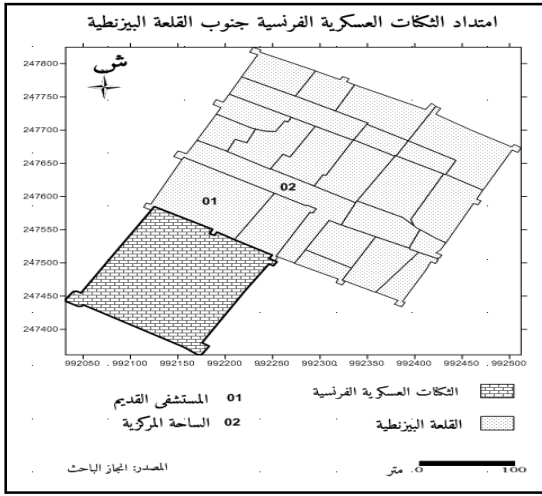 امتداد الثكنات العسكرية الفرنسية جنوب القلعة البيزنطية
247800
ش
247750
247700
247650
02
247600
01
247550
247500
247450
247400
992050 992100 992150 992200 992250 992300 992350 992400 992450 992500
الثكنات العسكرية الفرنسية
01 المستشفى القديم
القلعة البيزنطية
02 الساحة المركزية
0 100 متر
المصدر: انجاز الباحث